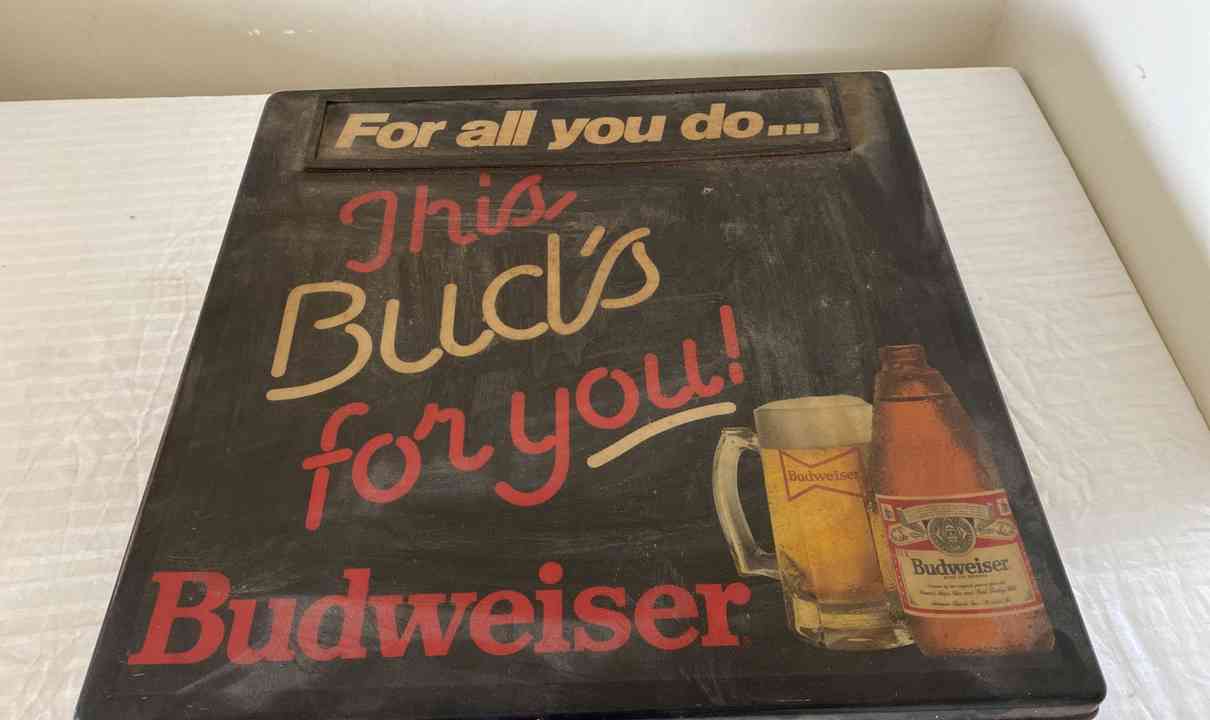 For all you do...
This
Bud's
for you!
Budweiser
Budweiser
Budweiser